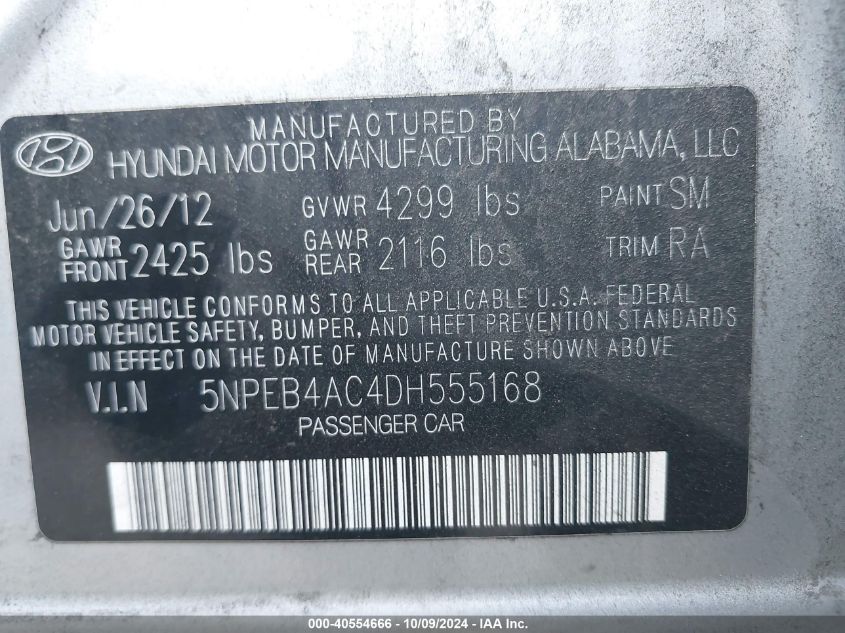 MANUFACTURED BY
HYUNDAI MOTOR MANUFACTURING ALABAMA, LLC
Jun/26/12 GVWR 4299 lbs PAINT SM
GAWR FRONT 2425 lbs GAWR REAR 2116 lbs TRIM RA
THIS VEHICLE CONFORMS TO ALL APPLICABLE U.S.A. FEDERAL
MOTOR VEHICLE SAFETY, BUMPER, AND THEFT PREVENTION STANDARDS
IN EFFECT ON THE DATE OF MANUFACTURE SHOWN ABOVE
V.I.N 5NPEB4AC4DH555168
PASSENGER CAR
000-40554666 - 10/09/2024 - IAA Inc.